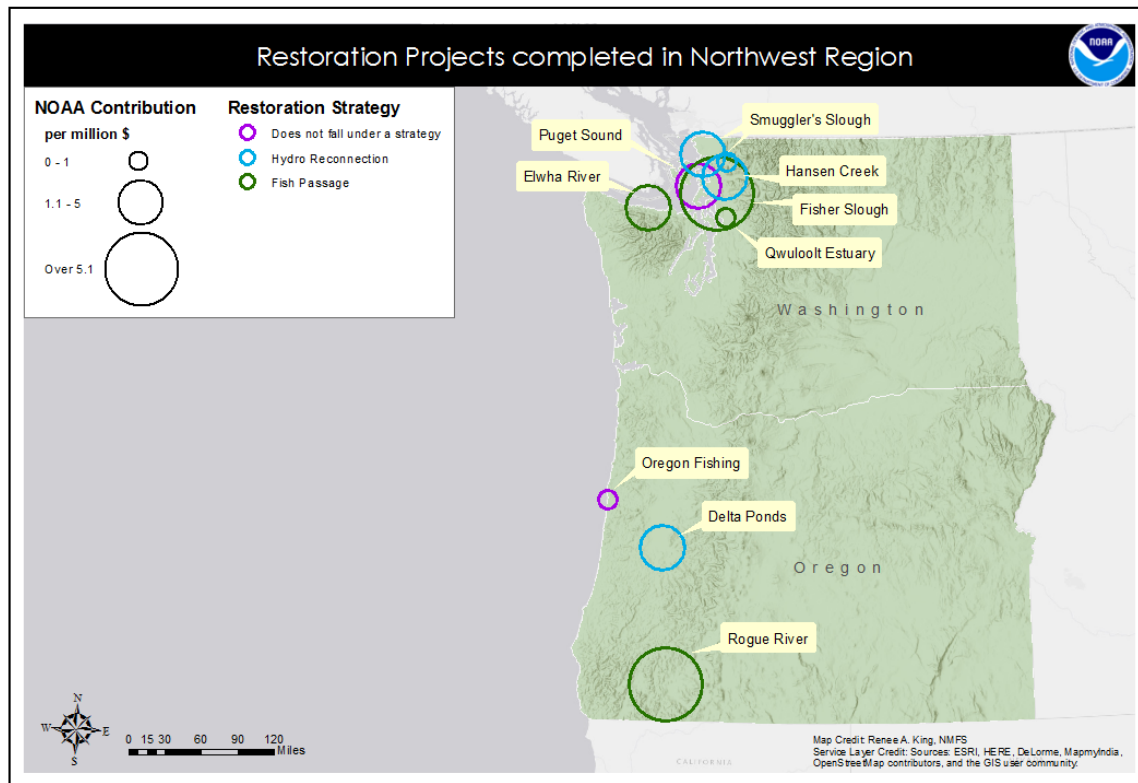 Restoration Projects completed in Northwest Region
NOAA
NOAA Contribution
per million $
0 - 1
1.1 - 5
Over 5.1
Restoration Strategy
Does not fall under a strategy
Hydro Reconnection
Fish Passage
Smuggler's Slough
Puget Sound
Hansen Creek
Elwha River
Fisher Slough
Qwuloolt Estuary
Washington
Oregon Fishing
Delta Ponds
Oregon
Rogue River
N
W
E
S
0 15 30 60 90 120
Miles
CALIFORNIA
Map Credit: Renee A. King, NMFS
Service Layer Credit: Sources: ESRI, HERE, DeLorme, MapmyIndia,
OpenStreetMap contributors, and the GIS user community.